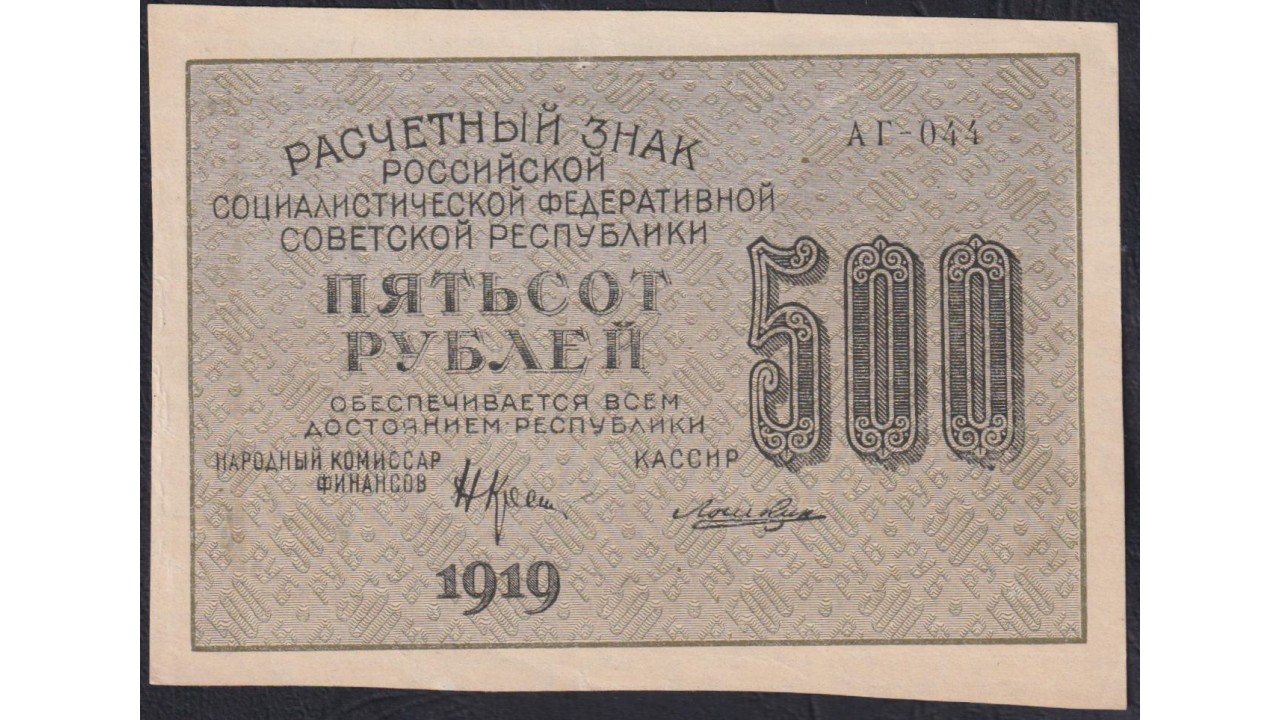 РАСЧЕТНЫЙ ЗНАК
РОССИЙСКОЙ
СОЦИАЛИСТИЧЕСКОЙ ФЕДЕРАТИВНОЙ
СОВЕТСКОЙ РЕСПУБЛИКИ
ПЯТЬСОТ
РУБЛЕЙ
ОБЕСПЕЧИВАЕТСЯ ВСЕМ
ДОСТОЯНИЕМ РЕСПУБЛИКИ
НАРОДНЫЙ КОМИССАР
ФИНАНСОВ
КАССИР
1919
АГ-044
500